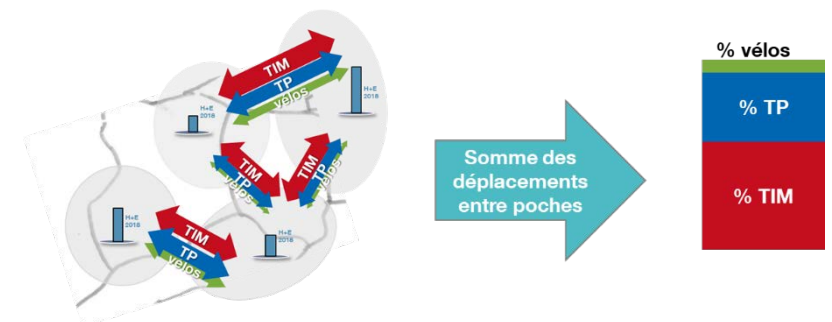 TIM
TP
vélos
H+E
2018
H+E
2018
TIM
TP
vélos
TIM
TP
vélos
H+E
2018
TIM
TP
vélos
H+E
2018
Somme des
déplacements
entre poches
% vélos
% TP
% TIM